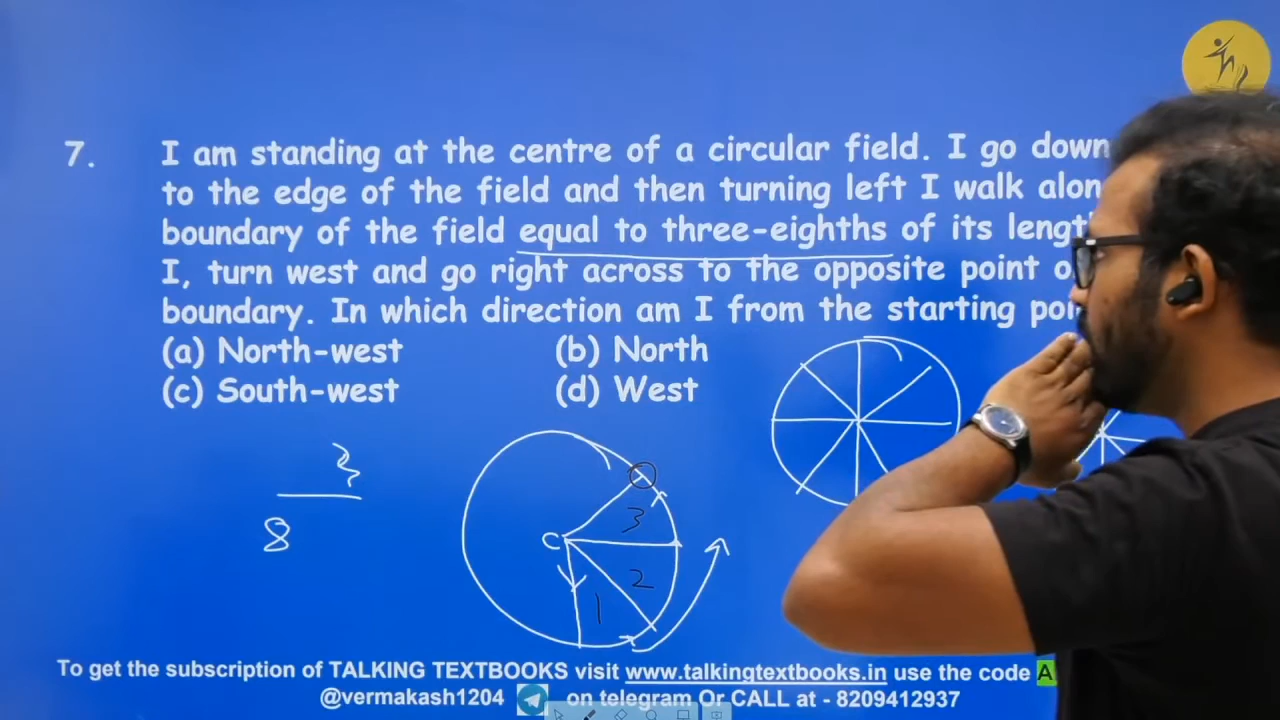 7. I am standing at the centre of a circular field. I go down
to the edge of the field and then turning left I walk
boundary of the field equal to three-eighths of its
I, turn west and go right across to the opposite point
boundary. In which direction am I from the starting
(a) North-west (b) North
(c) South-west (d) West
3
8
C
3
2
1
To get the subscription of TALKING TEXTBOOKS visit www.talkingtextbooks.in use the code A
@vermakash1204 on telegram Or CALL at - 8209412937